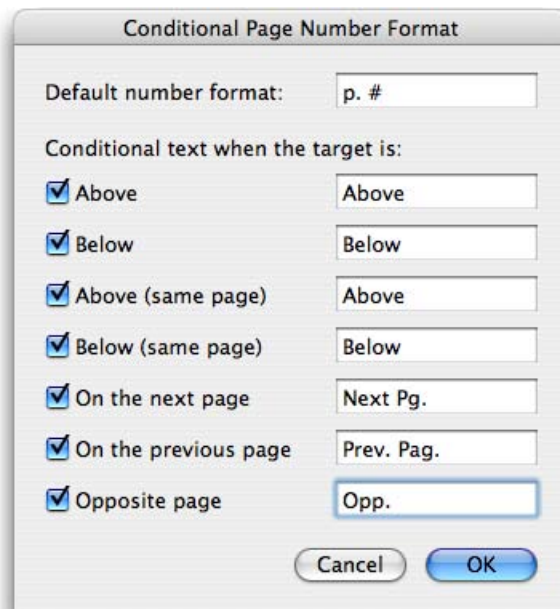 Conditional Page Number Format
Default number format: p. #
Conditional text when the target is:
Above Above
Below Below
Above (same page) Above
Below (same page) Below
On the next page Next Pg.
On the previous page Prev. Pag.
Opposite page Opp.
Cancel OK